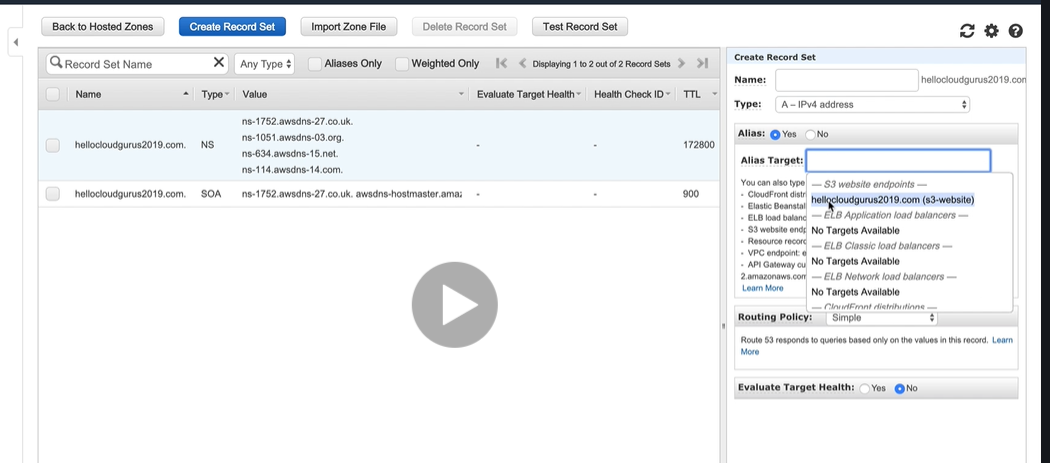 Back to Hosted Zones Create Record Set Import Zone File Delete Record Set Test Record Set
Record Set Name Any Type Aliases Only Weighted Only Displaying 1 to 2 out of 2 Record Sets
Name Type Value Evaluate Target Health Health Check ID TTL
hellocloudgurus2019.com. NS ns-1752.awsdns-27.co.uk.
ns-1051.awsdns-03.org.
ns-634.awsdns-15.net.
ns-114.awsdns-14.com.
- - 172800
hellocloudgurus2019.com. SOA ns-1752.awsdns-27.co.uk. awsdns-hostmaster.ama - - 900
Create Record Set
Name: hellocloudgurus2019.com
Type: A – IPv4 address
Alias: Yes No
Alias Target:
You can also type
- CloudFront distr
- Elastic Beanstal
- ELB load balanc
- S3 website endp
- Resource recor
- VPC endpoint: e
- API Gateway cu
2.amazonaws.com
Learn More
— S3 website endpoints —
hellocloudgurus2019.com (s3-website)
— ELB Application load balancers —
No Targets Available
— ELB Classic load balancers —
No Targets Available
— ELB Network load balancers —
No Targets Available
— CloudFront distributions —
Routing Policy: Simple
Route 53 responds to queries based only on the values in this record. Learn
More
Evaluate Target Health: Yes No